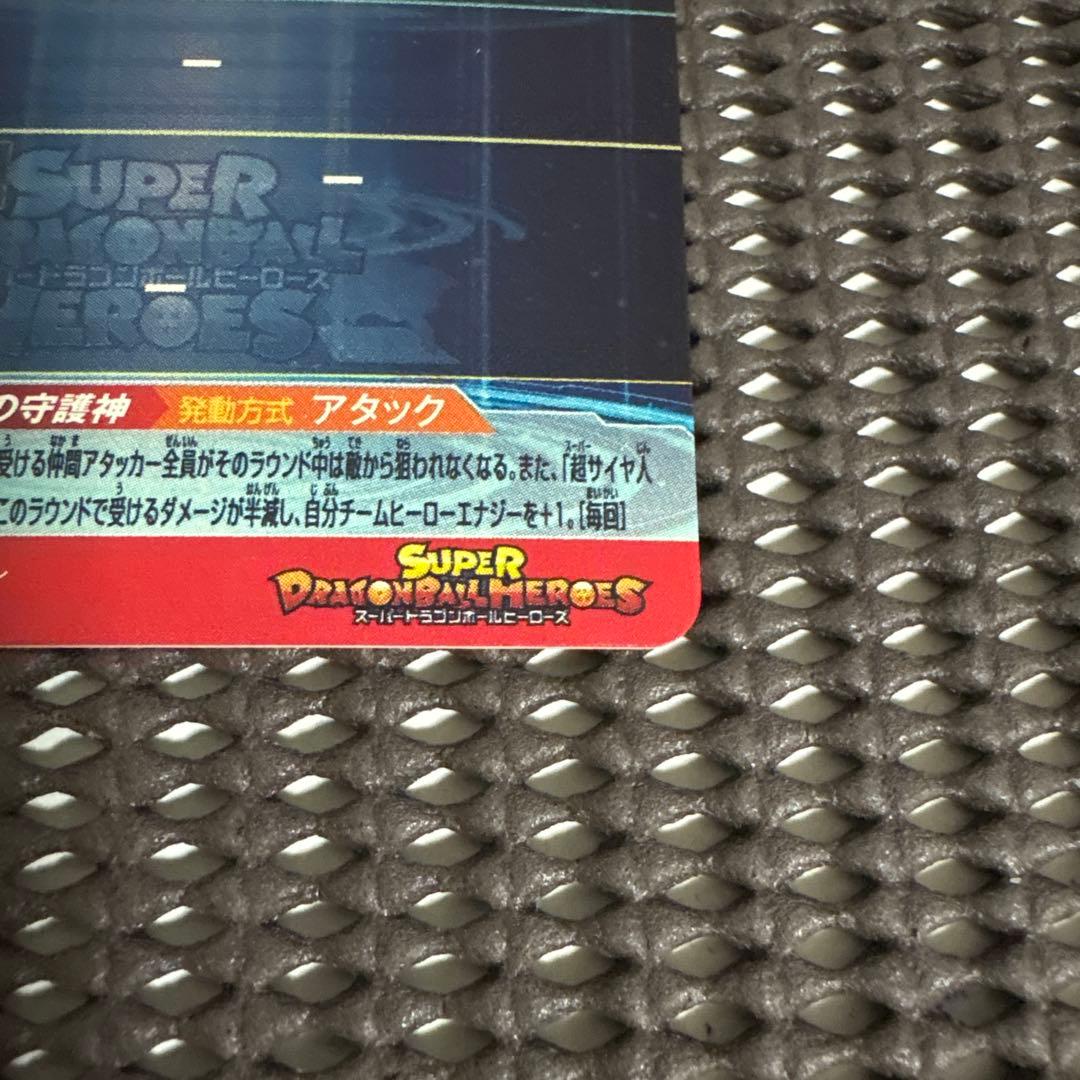 SUPER
DRAGONBALL
ードラゴンボールヒーローズ
HEROES
の守護神 発動方式 アタック
受ける仲間アタッカー全員がそのラウンド中は敵から狙われなくなる。また、「超サイヤ人
このラウンドで受けるダメージが半減し、自分チームヒーローエナジーを+1。[毎回]
SUPER
DRAGONBALL HEROES
スーパードラゴンボールヒーローズ